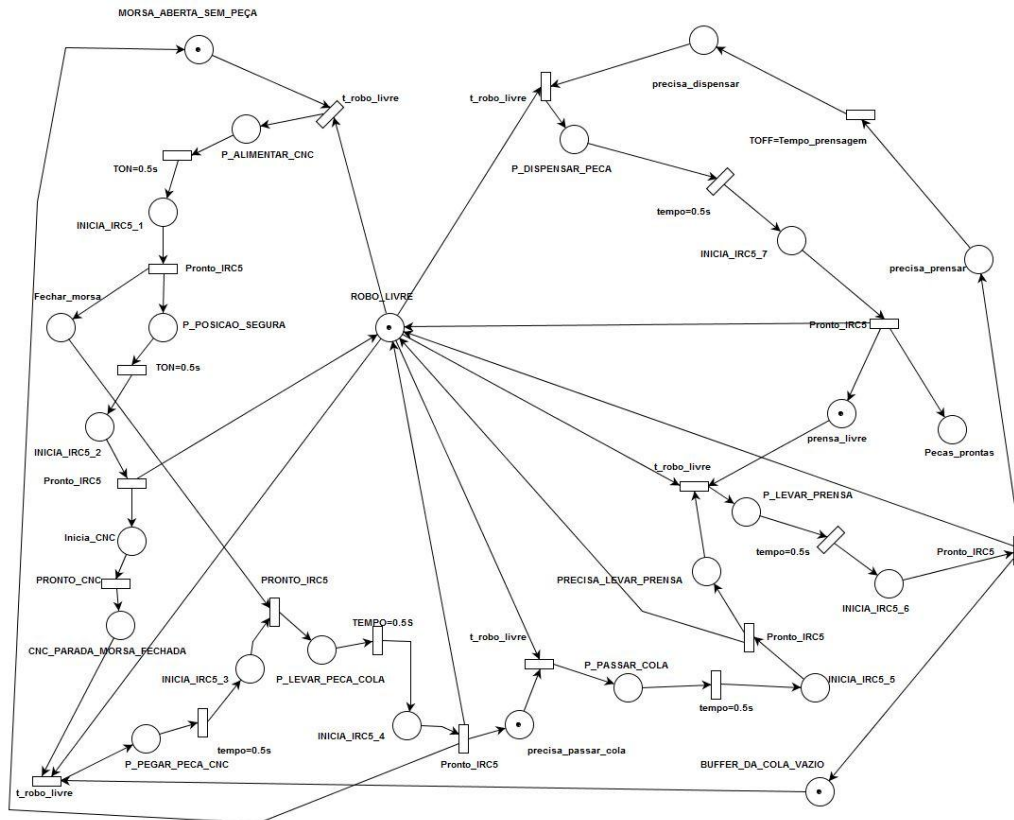 MORSA_ABERTA_SEM_PEÇA
precisa_dispensar
t_robo_livre
t_robo_livre
TOFF=Tempo_prensagem
P_ALIMENTAR_CNC
TON=0.5s
P_DISPENSAR_PECA
tempo=0.5s
INICIA_IRC5_1
INICIA_IRC5_7
Pronto_IRC5
precisa_prensar
Fechar_morsa
ROBO_LIVRE
P_POSICAO_SEGURA
Pronto_IRC5
TON=0.5s
prensa_livre
INICIA_IRC5_2
Pecas_prontas
t_robo_livre
Pronto_IRC5
P_LEVAR_PRENSA
Inicia_CNC
tempo=0.5s
Pronto_IRC5
PRONTO_CNC
PRONTO_IRC5
PRECISA_LEVAR_PRENSA
INICIA_IRC5_6
TEMPO=0.5S
t_robo_livre
Pronto_IRC5
CNC_PARADA_MORSA_FECHADA
P_PASSAR_COLA
INICIA_IRC5_3
P_LEVAR_PECA_COLA
INICIA_IRC5_5
tempo=0.5s
INICIA_IRC5_4
tempo=0.5s
precisa_passar_cola
P_PEGAR_PECA_CNC
Pronto_IRC5
BUFFER_DA_COLA_VAZIO
t_robo_livre